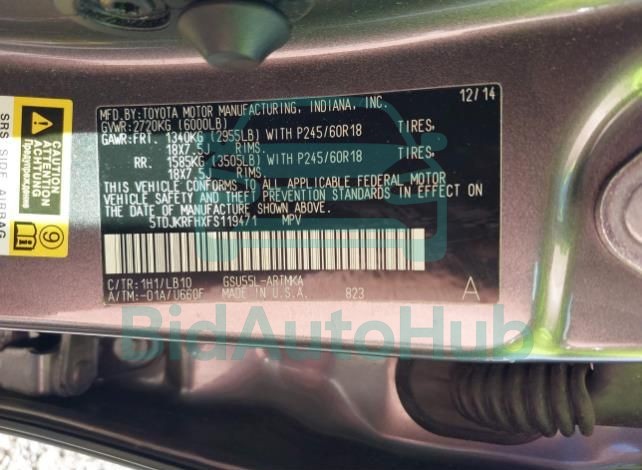 MFD.BY:TOYOTA MOTOR MANUFACTURING, INDIANA, INC. 12/14
GVWR:2720KG (6000LB)
GAWR:FRT. 1340KG (2955LB) WITH P245/60R18 TIRES,
18X7.5J RIMS.
RR. 1585KG (3505LB) WITH P245/60R18 TIRES,
18X7.5J RIMS.
THIS VEHICLE CONFORMS TO ALL APPLICABLE FEDERAL MOTOR
VEHICLE SAFETY AND THEFT PREVENTION STANDARDS IN EFFECT ON
THE DATE OF MANUFACTURE SHOWN ABOVE.
5TDJKRFHXFS119471 MPV
C/TR:1H1/LB10 GSU55L-ARTMKA
A/TM:-01A/U660F MADE IN U.S.A. 823 A
SRS SIDE AIRBAG
CAUTION
ATTENTION
ACHTUNG
9
BidAutoHub